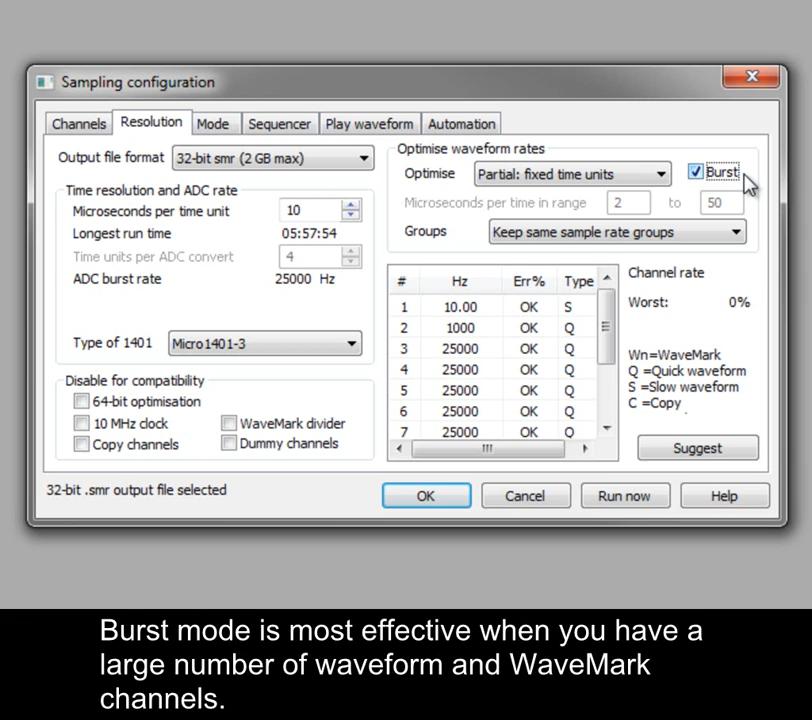 Sampling configuration
Channels Resolution Mode Sequencer Play waveform Automation
Output file format 32-bit smr (2 GB max)
Time resolution and ADC rate
Microseconds per time unit 10
Longest run time 05:57:54
Time units per ADC convert 4
ADC burst rate 25000 Hz
Type of 1401 Micro1401-3
Disable for compatibility
64-bit optimisation
10 MHz clock WaveMark divider
Copy channels Dummy channels
Optimise waveform rates
Optimise Partial: fixed time units Burst
Microseconds per time in range 2 to 50
Groups Keep same sample rate groups
# Hz Err% Type
1 10.00 OK S
2 1000 OK Q
3 25000 OK Q
4 25000 OK Q
5 25000 OK Q
6 25000 OK Q
7 25000 OK Q
Channel rate
Worst: 0%
Wn=WaveMark
Q =Quick waveform
S =Slow waveform
C =Copy
Suggest
32-bit .smr output file selected
OK Cancel Run now Help
Burst mode is most effective when you have a
large number of waveform and WaveMark
channels.